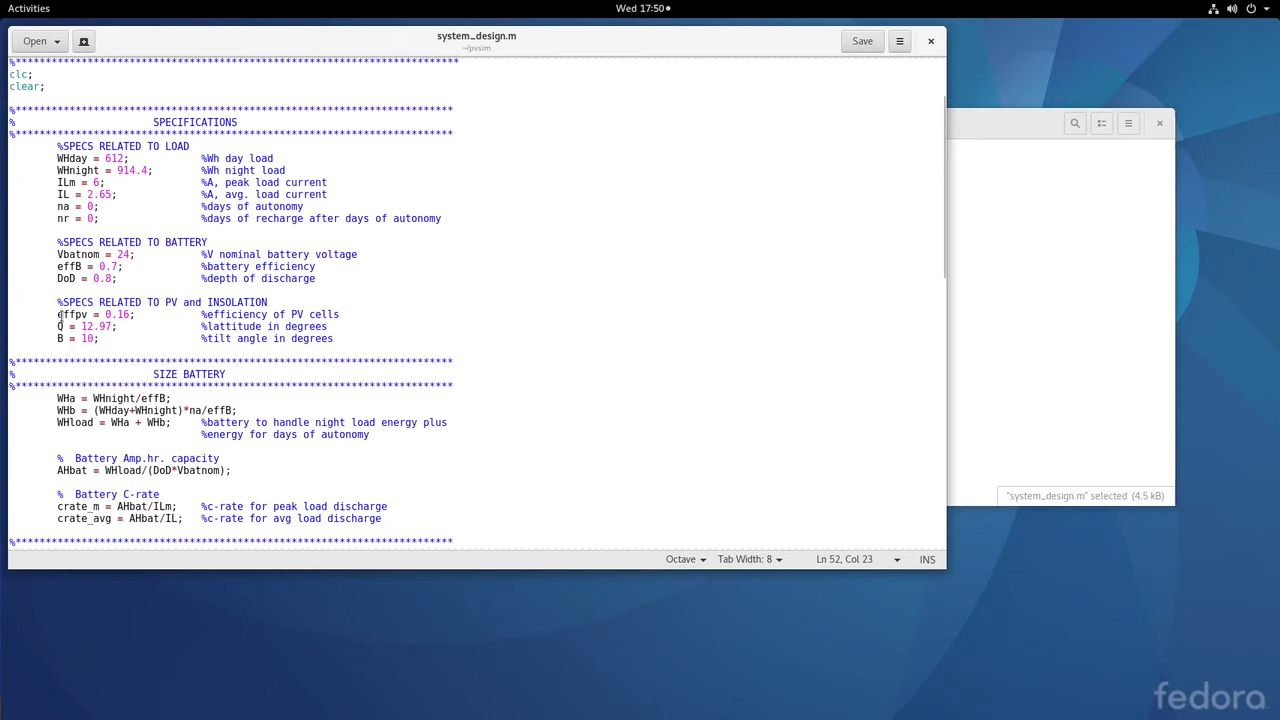 Activities
Wed 17:50
Open
system_design.m
~/pvsim
Save
%**************************************************************************
clc;
clear;
%*************************************************************************
% SPECIFICATIONS
%*************************************************************************
%SPECS RELATED TO LOAD
WHday = 612; %Wh day load
WHnight = 914.4; %Wh night load
ILm = 6; %A, peak load current
IL = 2.65; %A, avg. load current
na = 0; %days of autonomy
nr = 0; %days of recharge after days of autonomy
%SPECS RELATED TO BATTERY
Vbatnom = 24; %V nominal battery voltage
effB = 0.7; %battery efficiency
DoD = 0.8; %depth of discharge
%SPECS RELATED TO PV and INSOLATION
effpv = 0.16; %efficiency of PV cells
Q = 12.97; %lattitude in degrees
B = 10; %tilt angle in degrees
%*************************************************************************
% SIZE BATTERY
%*************************************************************************
WHa = WHnight/effB;
WHb = (WHday+WHnight)*na/effB;
WHload = WHa + WHb; %battery to handle night load energy plus
%energy for days of autonomy
% Battery Amp.hr. capacity
AHbat = WHload/(DoD*Vbatnom);
% Battery C-rate
crate_m = AHbat/ILm; %c-rate for peak load discharge
crate_avg = AHbat/IL; %c-rate for avg load discharge
%*************************************************************************
Octave Tab Width: 8 Ln 52, Col 23 INS
"system_design.m" selected (4.5 kB)
fedora